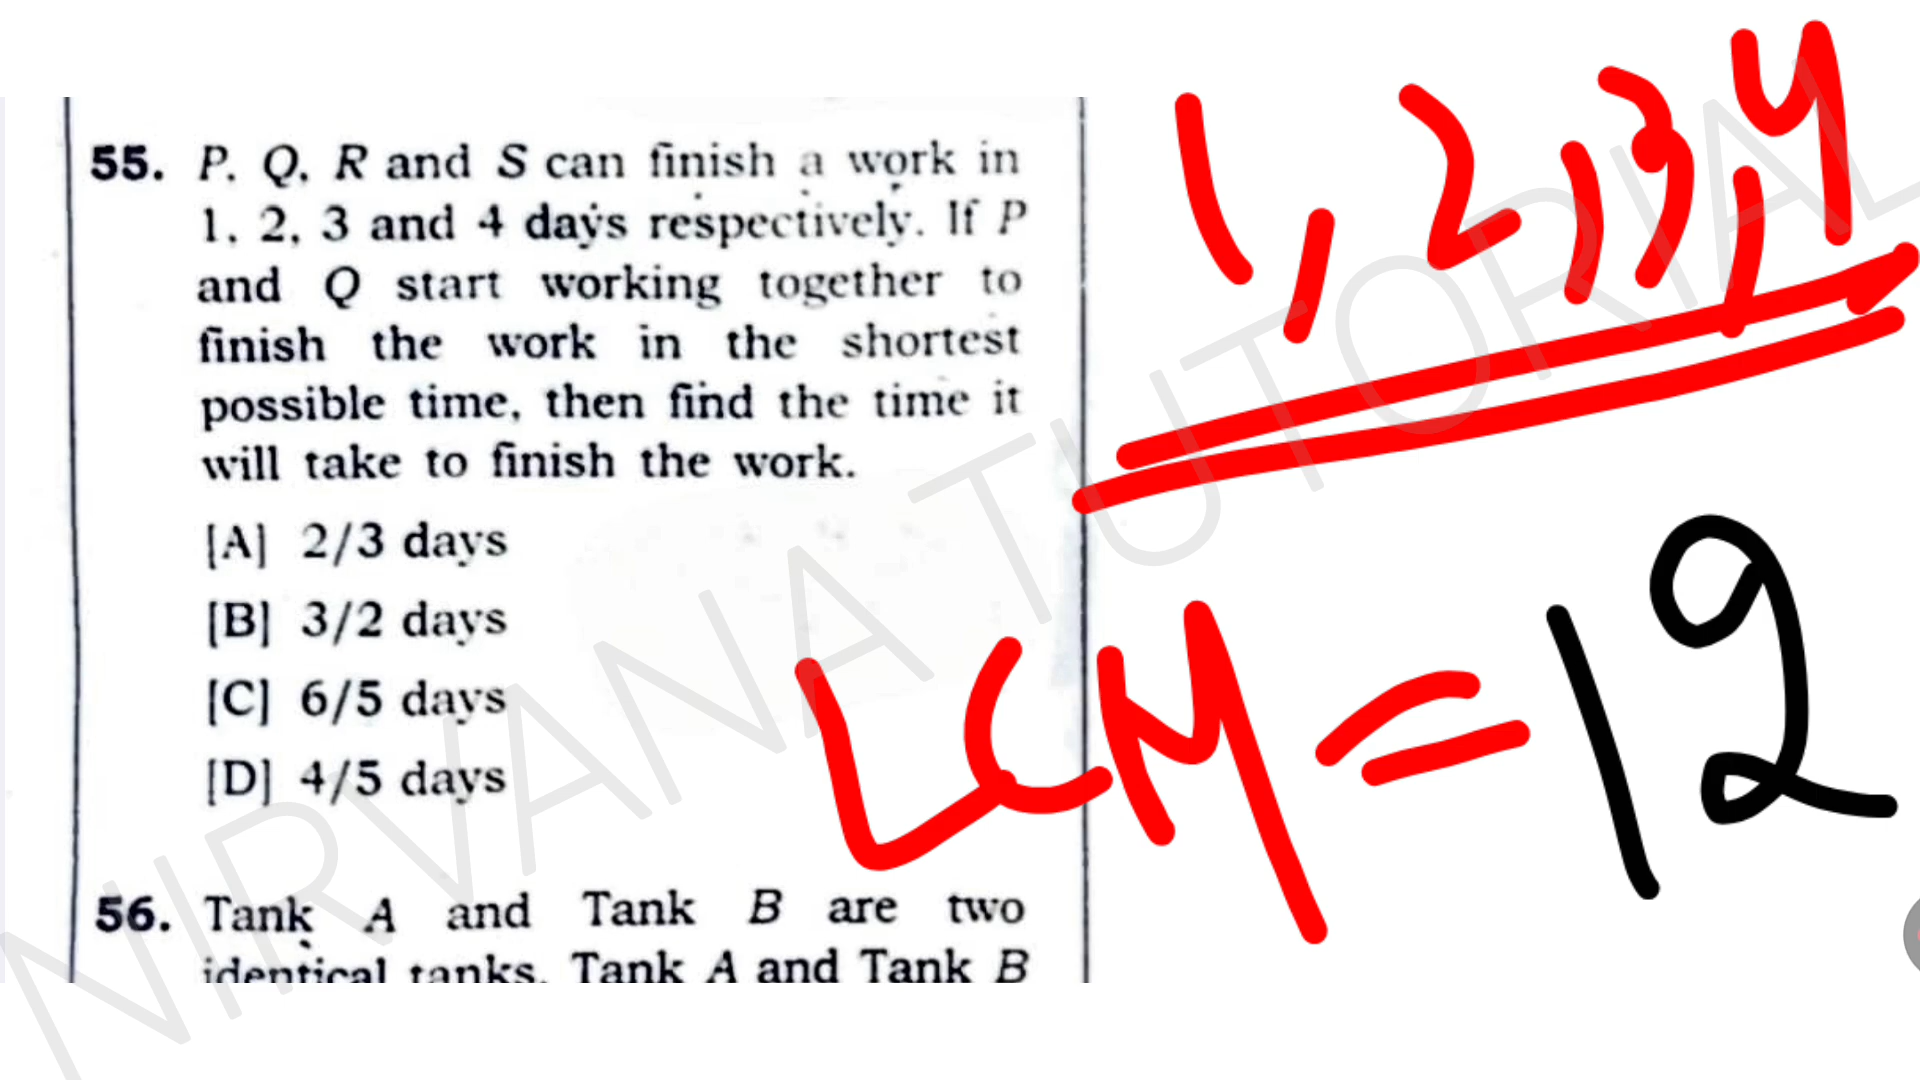 55. P, Q, R and S can finish a work in
1, 2, 3 and 4 days respectively. If P
and Q start working together to
finish the work in the shortest
possible time, then find the time it
will take to finish the work.
[A] 2/3 days
[B] 3/2 days
[C] 6/5 days
[D] 4/5 days
56. Tank A and Tank B are two
identical tanks. Tank A and Tank B
1, 2, 3, 4
LCM = 12
NIRVANA TUTORIAL